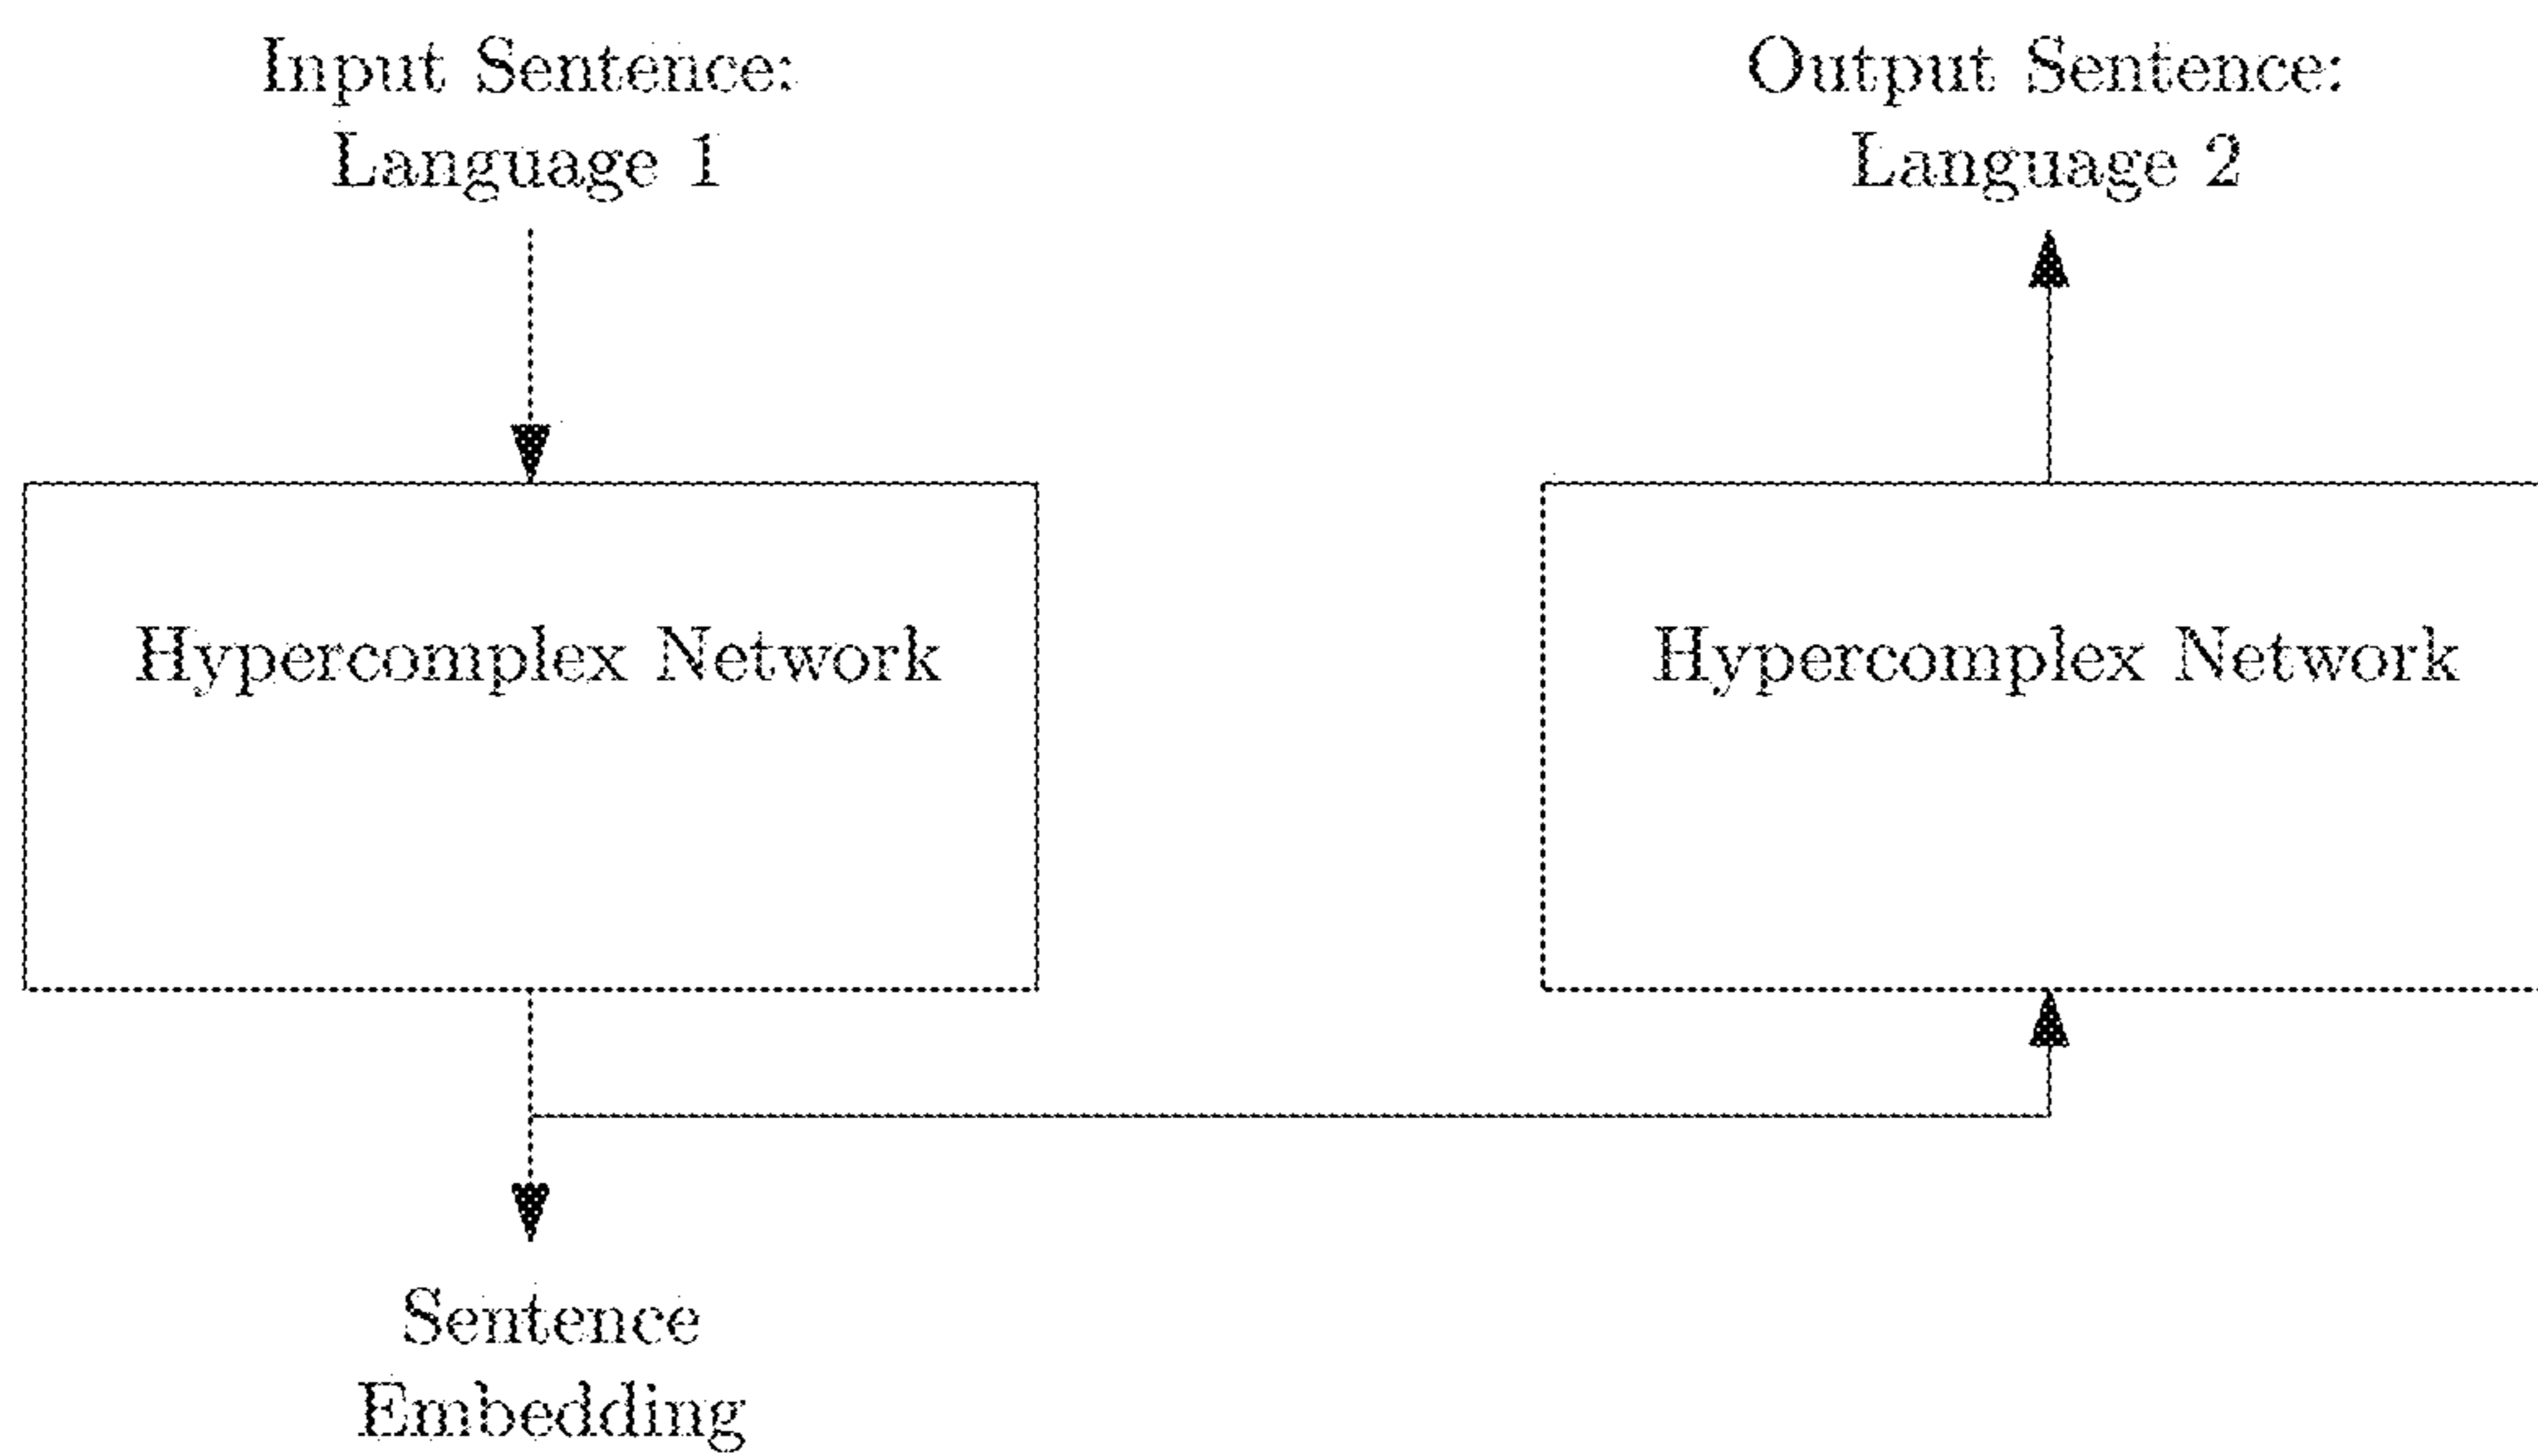 Input Sentence:
Language 1
Output Sentence:
Language 2
Hypercomplex Network
Hypercomplex Network
Sentence
Embedding